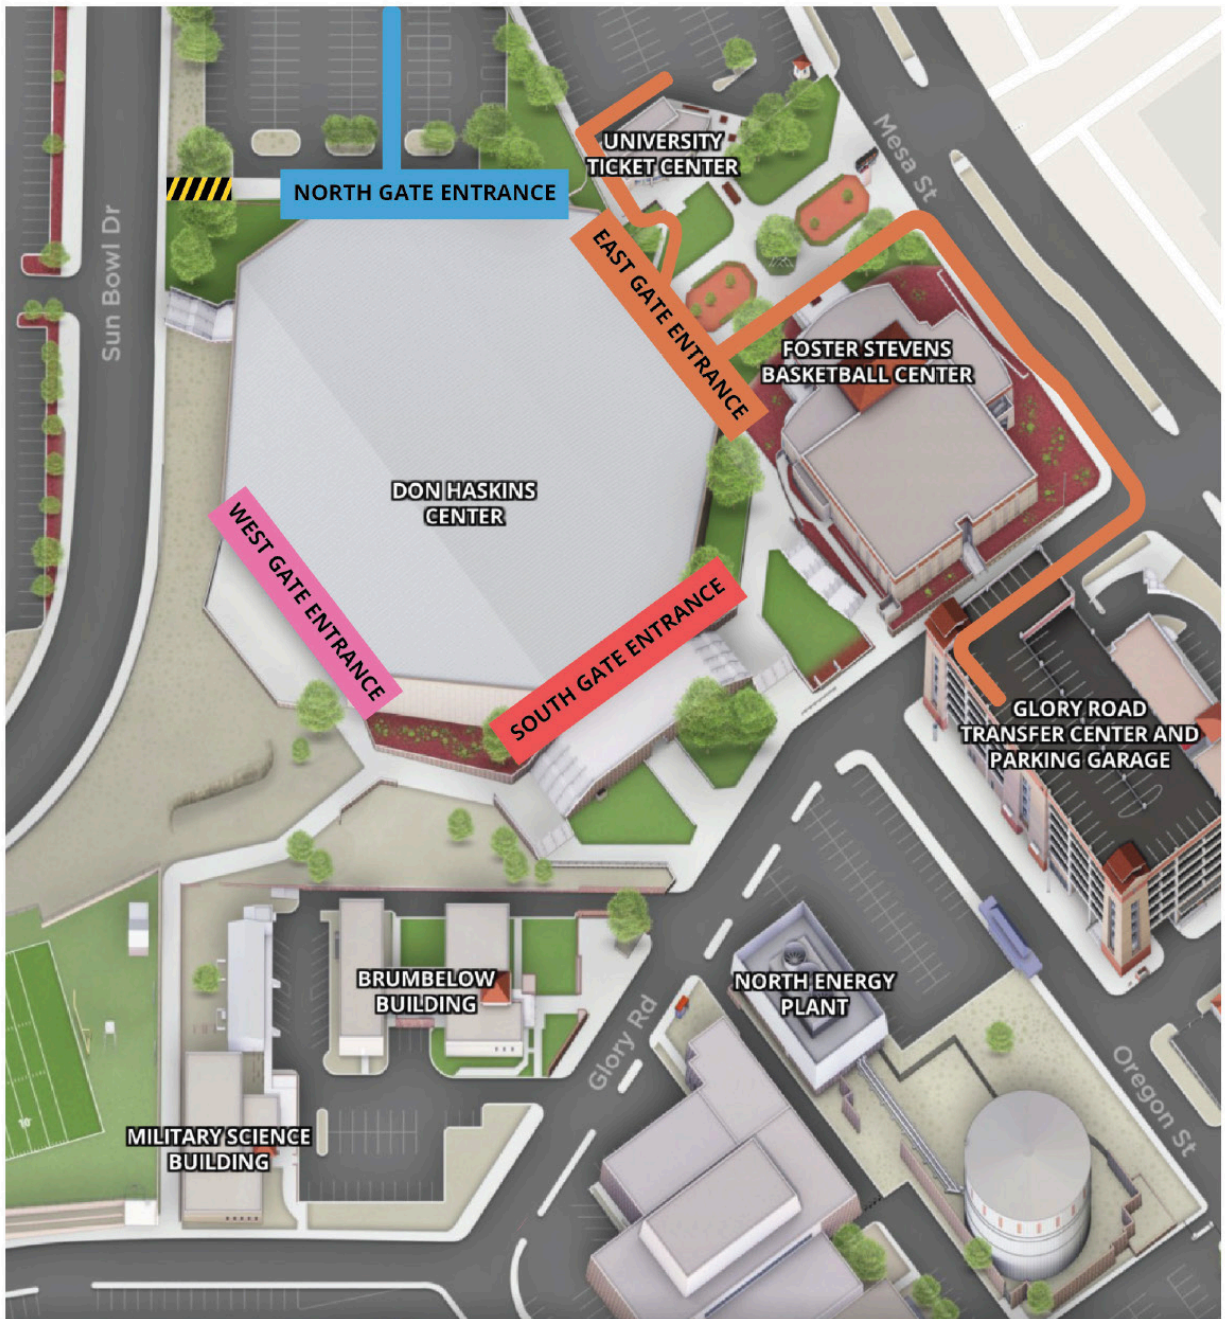 Mesa St
UNIVERSITY
TICKET CENTER
NORTH GATE ENTRANCE
Sun Bowl Dr
EAST GATE ENTRANCE
FOSTER STEVENS
BASKETBALL CENTER
DON HASKINS
CENTER
WEST GATE ENTRANCE
SOUTH GATE ENTRANCE
GLORY ROAD
TRANSFER CENTER AND
PARKING GARAGE
BRUMBELOW
BUILDING
NORTH ENERGY
PLANT
Glory Rd
Oregon St
MILITARY SCIENCE
BUILDING